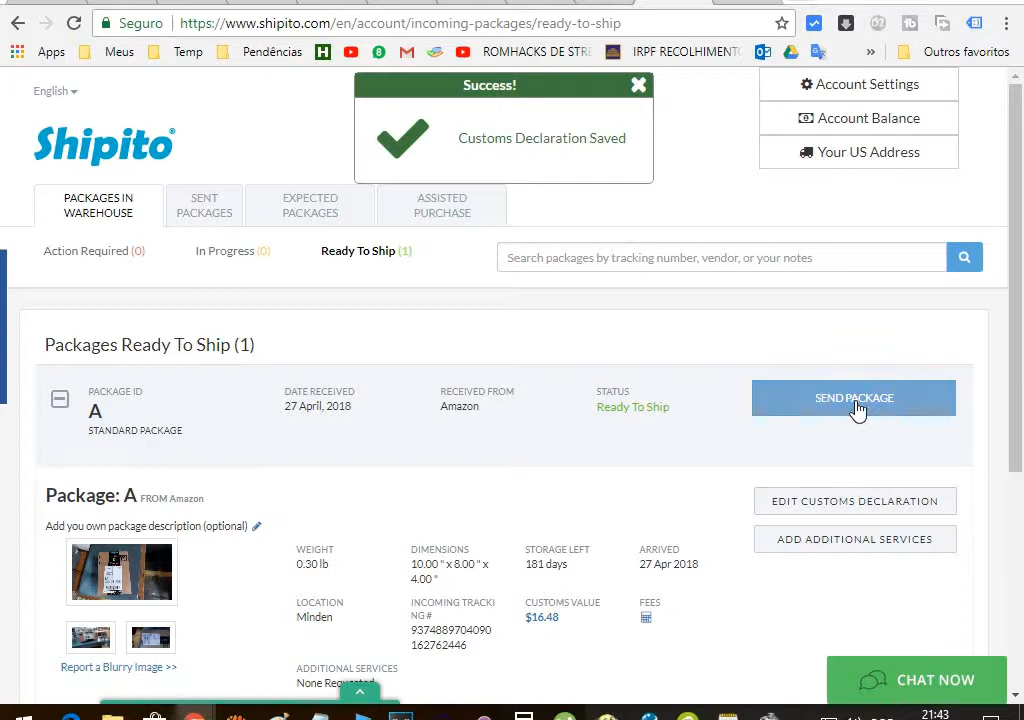 Seguro https://www.shipito.com/en/account/incoming-packages/ready-to-ship
Apps Meus Temp Pendências H 8 ROMHACKS DE STRE IRPF RECOLHIMENT » Outros favoritos
English
Success!
Customs Declaration Saved
Account Settings
Account Balance
Your US Address
Shipito
PACKAGES IN
WAREHOUSE
SENT
PACKAGES
EXPECTED
PACKAGES
ASSISTED
PURCHASE
Action Required (0) In Progress (0) Ready To Ship (1)
Search packages by tracking number, vendor, or your notes
Packages Ready To Ship (1)
PACKAGE ID
A
STANDARD PACKAGE
DATE RECEIVED
27 April, 2018
RECEIVED FROM
Amazon
STATUS
Ready To Ship
SEND PACKAGE
Package: A FROM Amazon
Add you own package description (optional)
EDIT CUSTOMS DECLARATION
ADD ADDITIONAL SERVICES
WEIGHT
0.30 lb
DIMENSIONS
10.00 " x 8.00 " x
4.00 "
STORAGE LEFT
181 days
ARRIVED
27 Apr 2018
LOCATION
Minden
INCOMING TRACKI
NG #
9374889704090
162762446
CUSTOMS VALUE
$16.48
FEES
Report a Blurry Image >>
ADDITIONAL SERVICES
None Requested
CHAT NOW
21:43